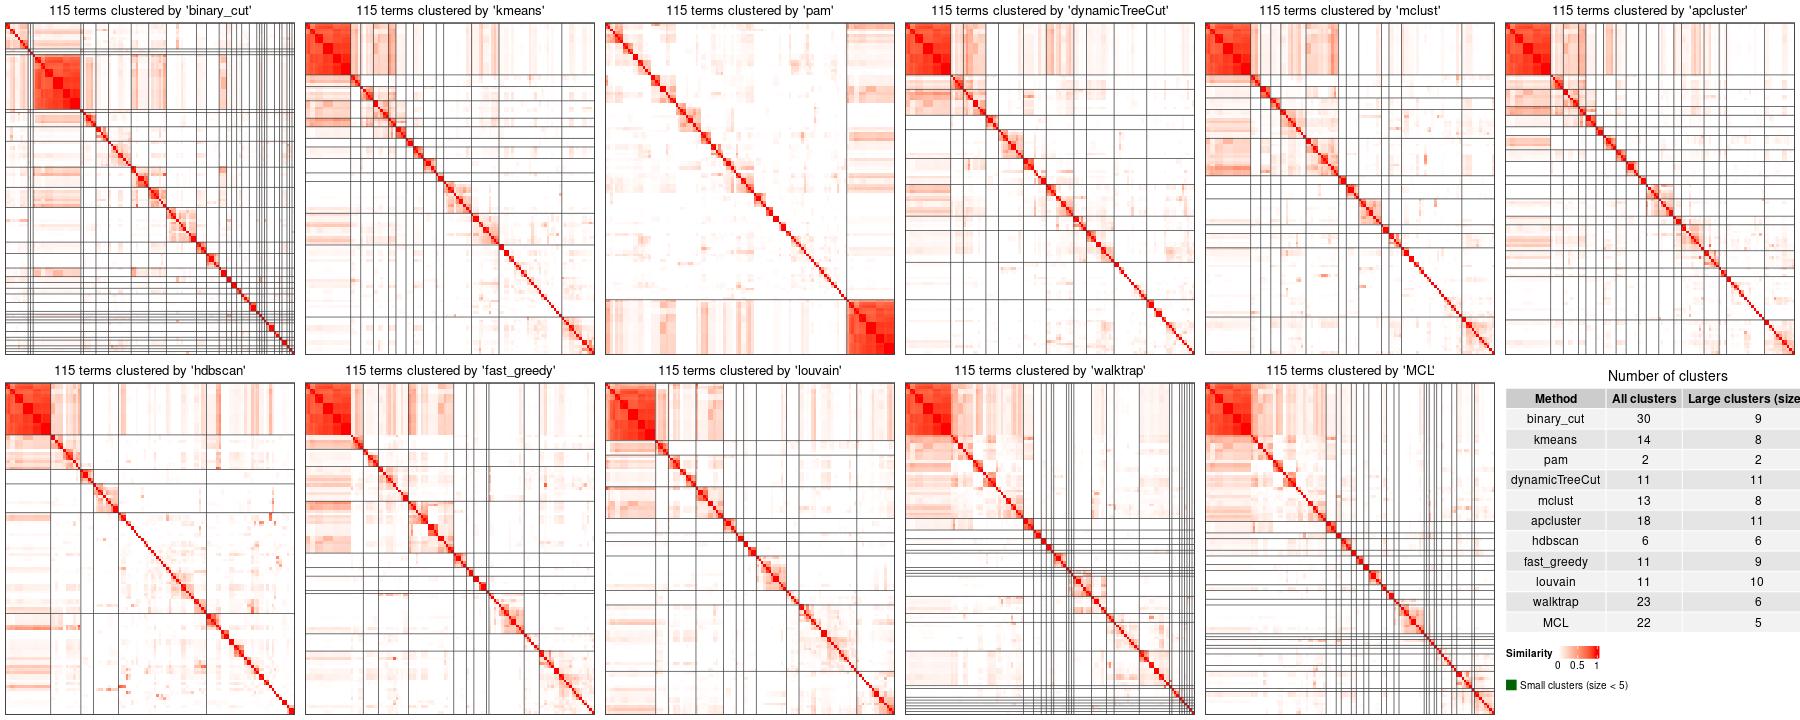 115 terms clustered by 'binary_cut'
115 terms clustered by 'kmeans'
115 terms clustered by 'pam'
115 terms clustered by 'dynamicTreeCut'
115 terms clustered by 'mclust'
115 terms clustered by 'apcluster'
115 terms clustered by 'hdbscan'
115 terms clustered by 'fast_greedy'
115 terms clustered by 'louvain'
115 terms clustered by 'walktrap'
115 terms clustered by 'MCL'
Number of clusters
Method All clusters Large clusters (size
binary_cut 30 9
kmeans 14 8
pam 2 2
dynamicTreeCut 11 11
mclust 13 8
apcluster 18 11
hdbscan 6 6
fast_greedy 11 9
louvain 11 10
walktrap 23 6
MCL 22 5
Similarity
0 0.5 1
Small clusters (size < 5)